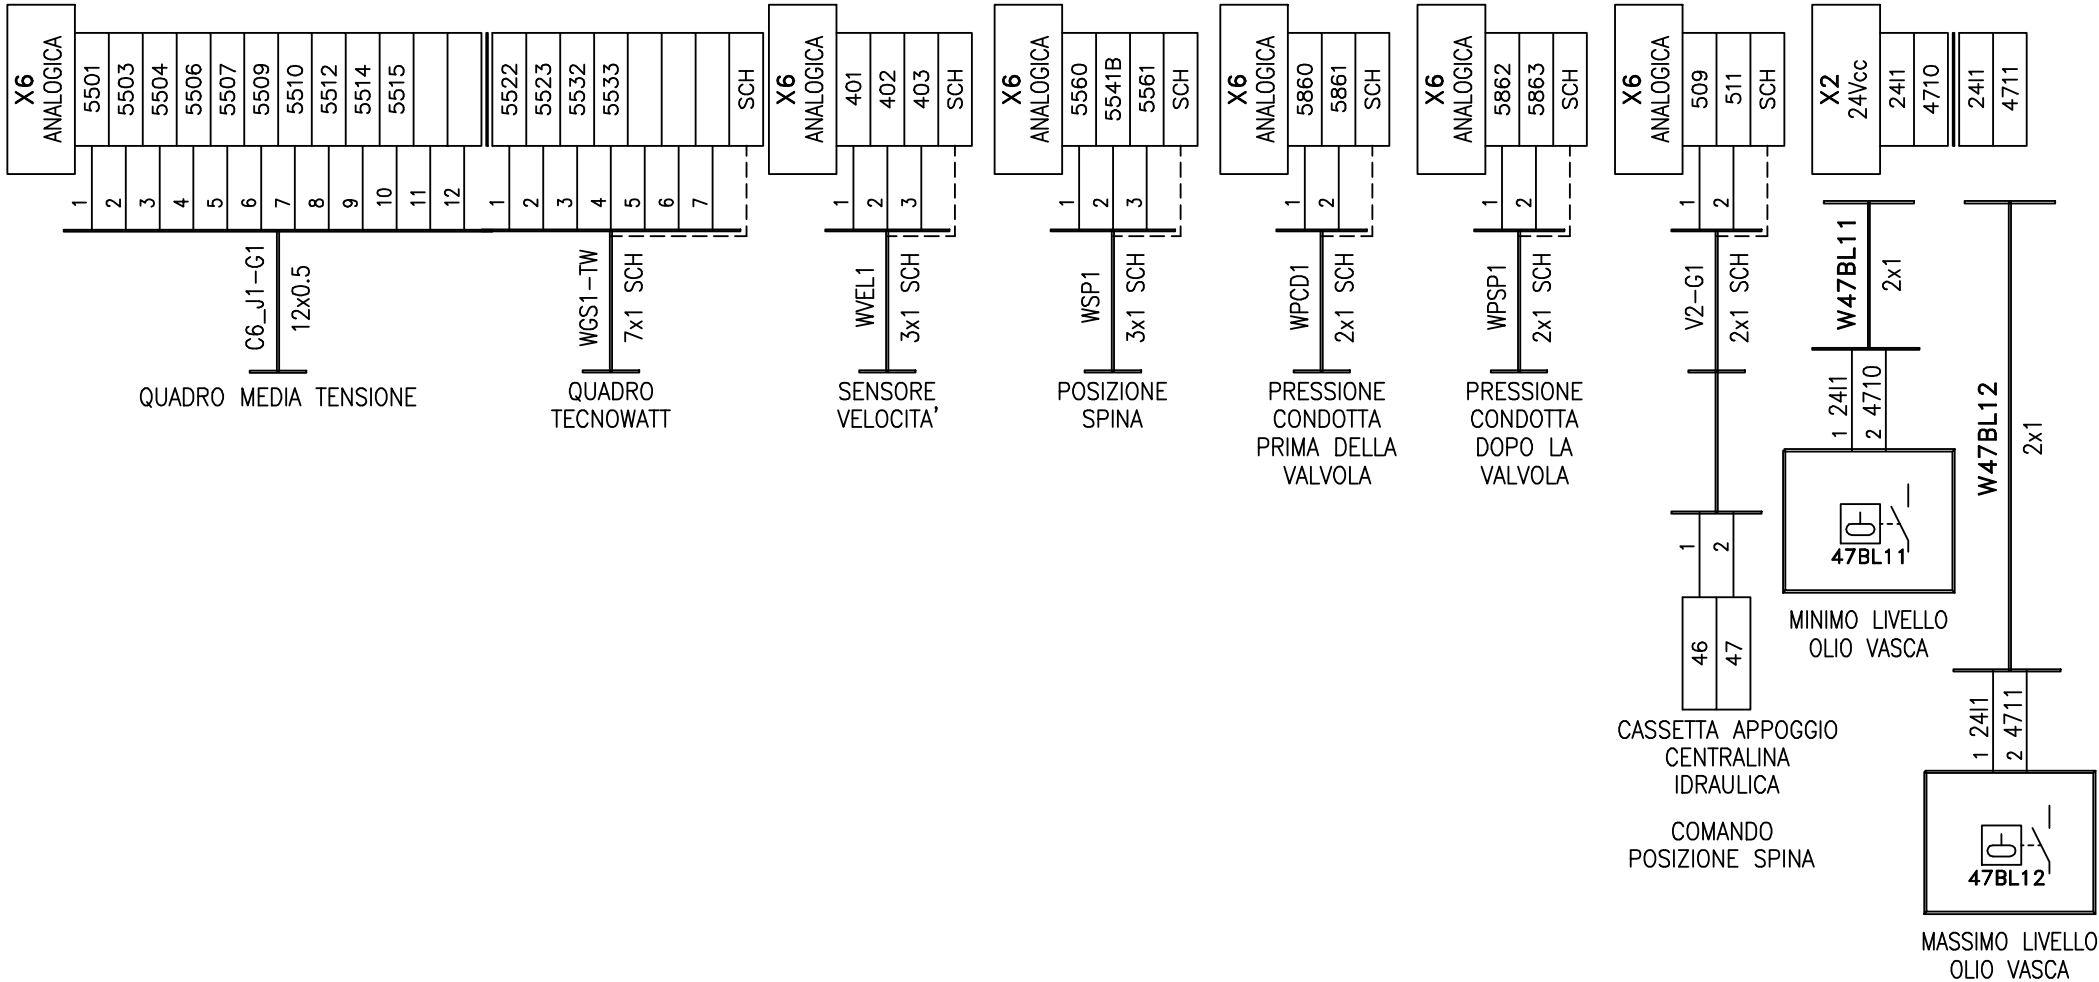 X6
ANALOGICA
5501
5503
5504
5506
5507
5509
5510
5512
5514
5515
1
2
3
4
5
6
7
8
9
10
11
12
C6_J1-G1
12x0.5
QUADRO MEDIA TENSIONE
5522
5523
5532
5533
SCH
1
2
3
4
5
6
7
WGS1-TW
7x1 SCH
QUADRO
TECNOWATT
X6
ANALOGICA
401
402
403
SCH
1
2
3
WVEL1
3x1 SCH
SENSORE
VELOCITA'
X6
ANALOGICA
5560
5541B
5561
SCH
1
2
3
WSP1
3x1 SCH
POSIZIONE
SPINA
X6
ANALOGICA
5860
5861
SCH
1
2
WPCD1
2x1 SCH
PRESSIONE
CONDOTTA
PRIMA DELLA
VALVOLA
X6
ANALOGICA
5862
5863
SCH
1
2
WPSP1
2x1 SCH
PRESSIONE
CONDOTTA
DOPO LA
VALVOLA
X6
ANALOGICA
509
511
SCH
1
2
V2-G1
2x1 SCH
1
2
46
47
CASSETTA APPOGGIO
CENTRALINA
IDRAULICA
COMANDO
POSIZIONE SPINA
X2
24Vcc
24I1
4710
24I1
4711
W47BL11
2x1
1 24I1
2 4710
47BL11
MINIMO LIVELLO
OLIO VASCA
W47BL12
2x1
1 24I1
2 4711
47BL12
MASSIMO LIVELLO
OLIO VASCA